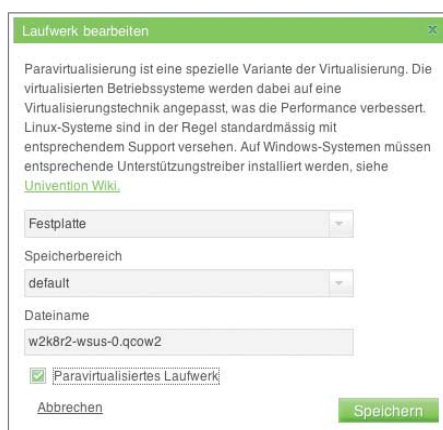 Laufwerk bearbeiten
Paravirtualisierung ist eine spezielle Variante der Virtualisierung. Die
virtualisierten Betriebssysteme werden dabei auf eine
Virtualisierungstechnik angepasst, was die Performance verbessert.
Linux-Systeme sind in der Regel standardmässig mit
entsprechendem Support versehen. Auf Windows-Systemen müssen
entsprechende Unterstützungstreiber installiert werden, siehe
Univention Wiki.
Festplatte
Speicherbereich
default
Dateiname
w2k8r2-wsus-0.qcow2
Paravirtualisiertes Laufwerk
Abbrechen
Speichern